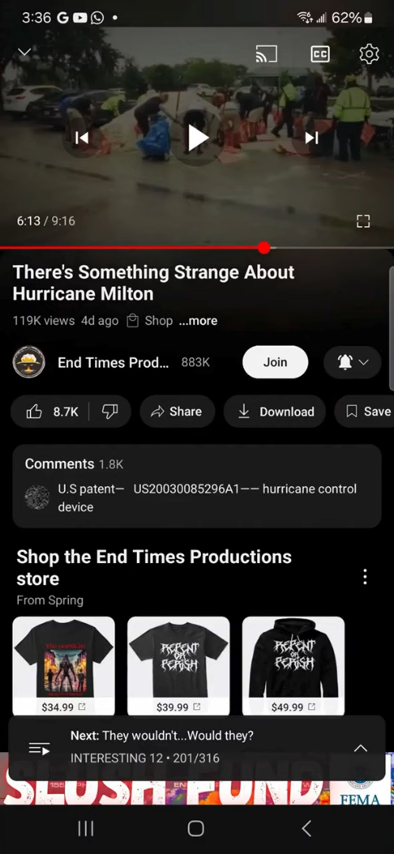 3:36
62%
CC
6:13 / 9:16
There's Something Strange About
Hurricane Milton
119K views 4d ago Shop ...more
End Times Prod... 883K Join
8.7K Share Download Save
Comments 1.8K
U.S patent— US20030085296A1—— hurricane control
device
Shop the End Times Productions
store
From Spring
REPENT
OR
PERISH
REPENT
OR
PERISH
$34.99 $39.99 $49.99
Next: They wouldn't...Would they?
INTERESTING 12 • 201/316
SLUSH FUND
FEMA